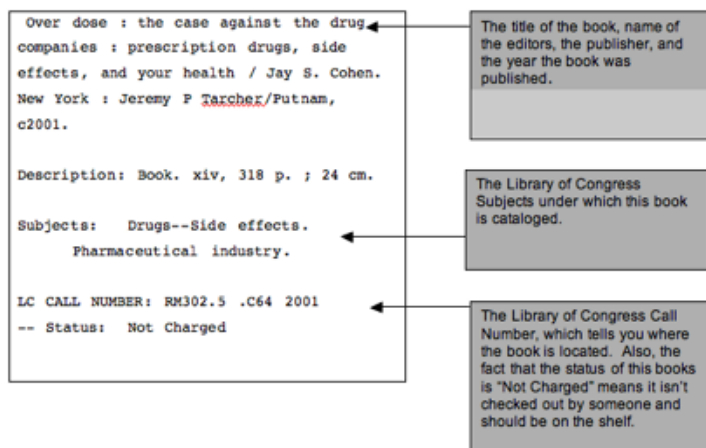 Over dose : the case against the drug
companies : prescription drugs, side
effects, and your health / Jay S. Cohen.
New York : Jeremy P Tarcher/Putnam,
c2001.
Description: Book. xiv, 318 p. ; 24 cm.
Subjects: Drugs--Side effects.
Pharmaceutical industry.
LC CALL NUMBER: RM302.5 .C64 2001
-- Status: Not Charged
The title of the book, name of
the editors, the publisher, and
the year the book was
published.
The Library of Congress
Subjects under which this book
is cataloged.
The Library of Congress Call
Number, which tells you where
the book is located. Also, the
fact that the status of this books
is "Not Charged" means it isn't
checked out by someone and
should be on the shelf.